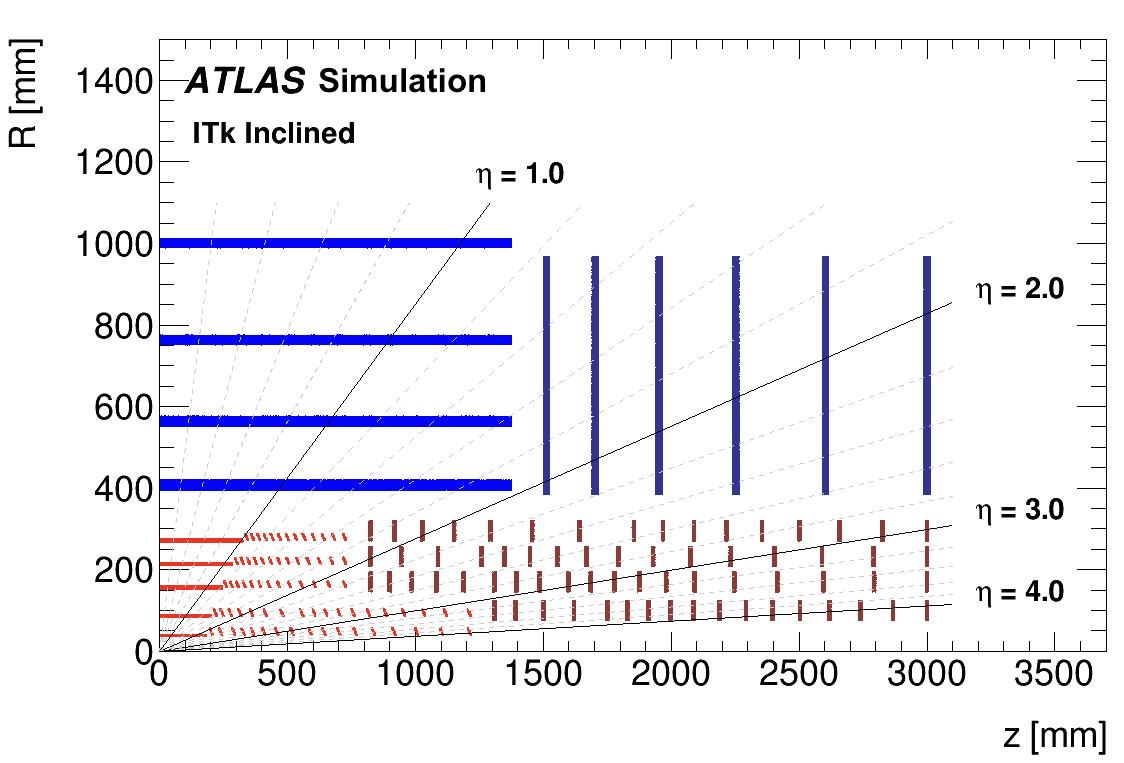 R [mm]
1400
ATLAS Simulation
ITk Inclined
1200
η = 1.0
1000
η = 2.0
800
600
η = 3.0
400
η = 4.0
200
0
0 500 1000 1500 2000 2500 3000 3500
z [mm]